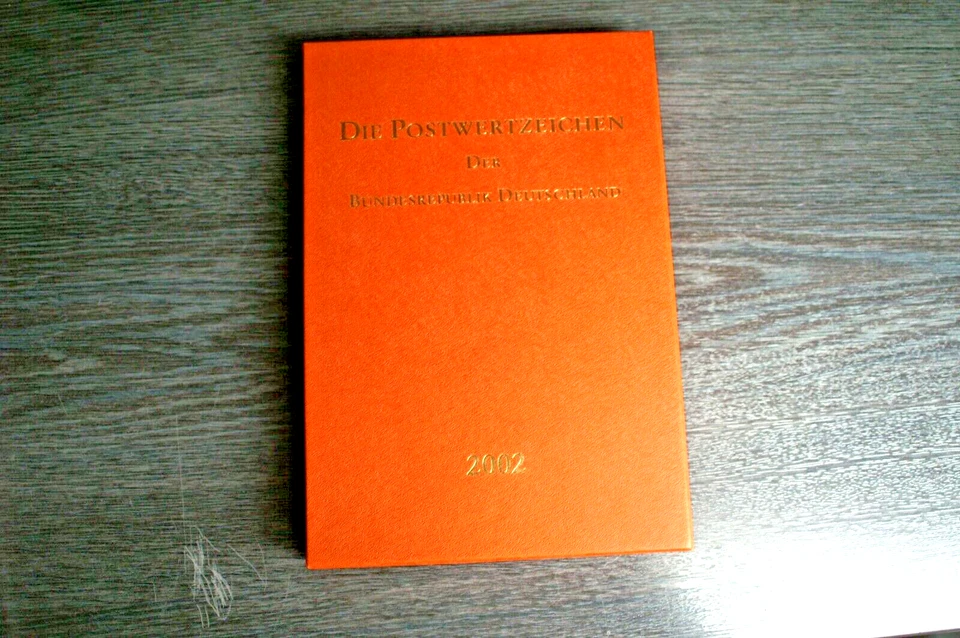 Die Postwertzeichen
Der
Bundesrepublik Deutschland
2002